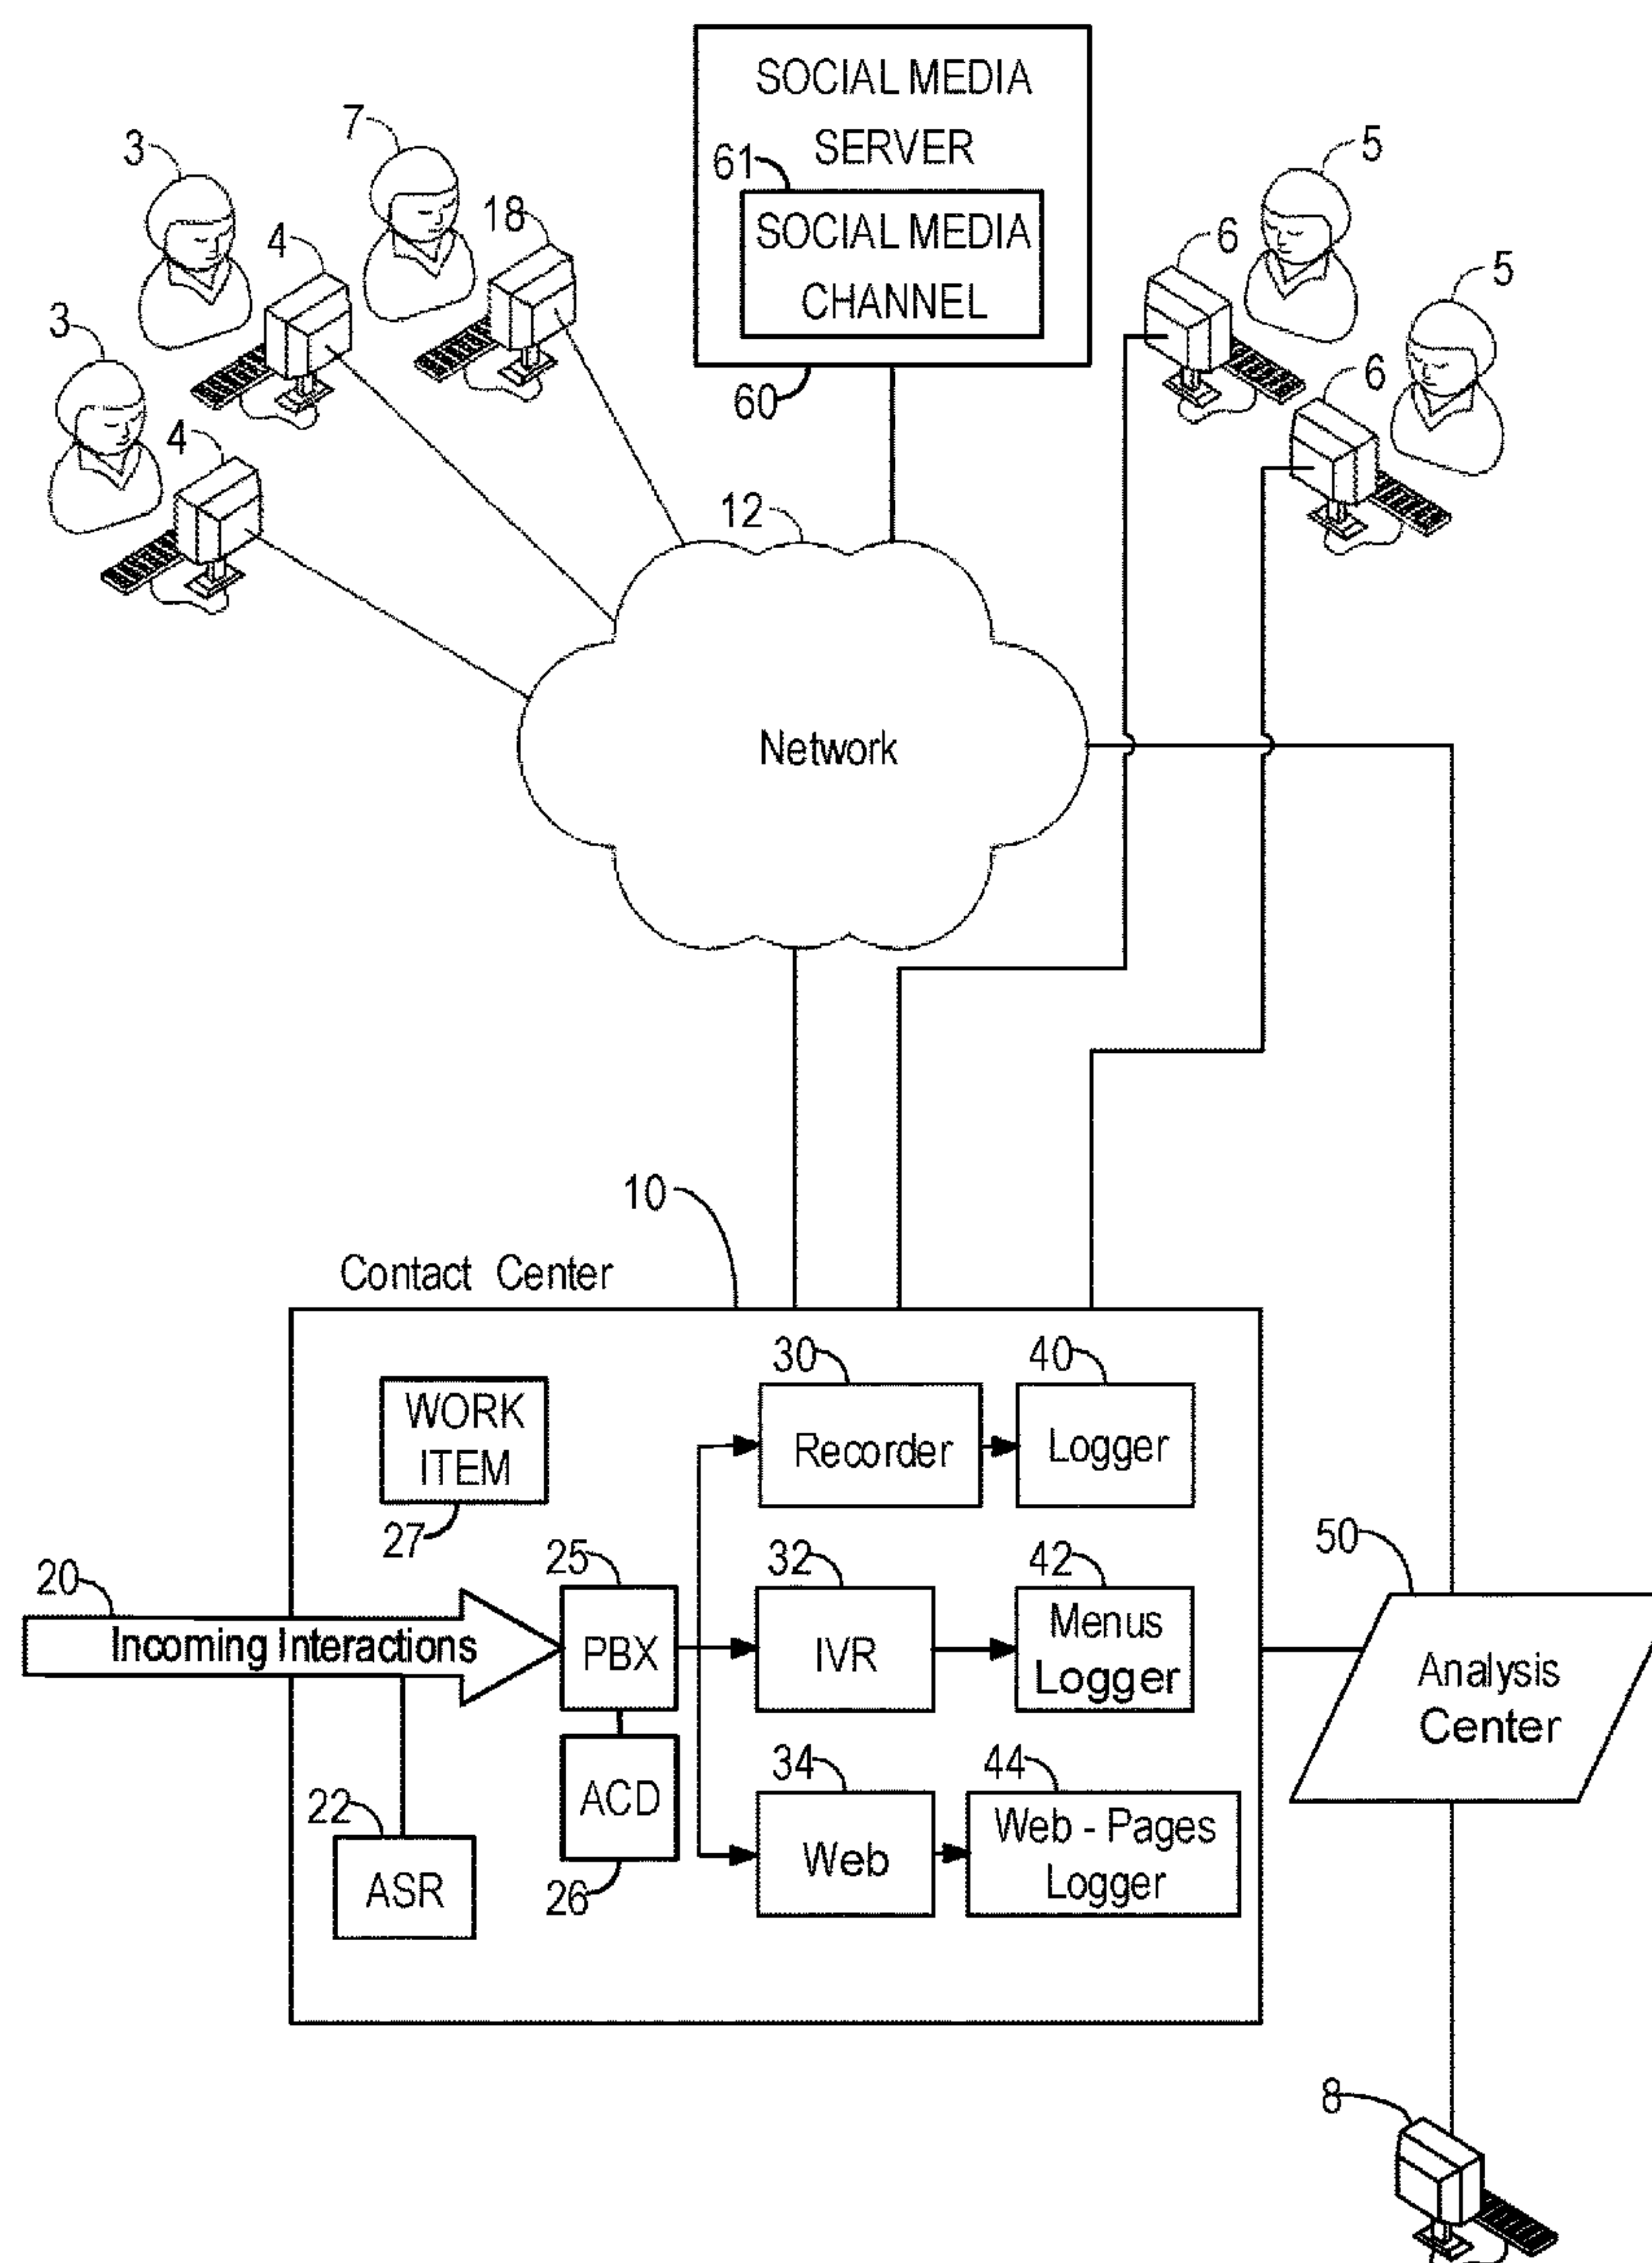 SOCIAL MEDIA
SERVER
61
SOCIAL MEDIA
CHANNEL
60
3
7
18
4
3
4
5
6
5
6
12
Network
10
Contact Center
WORK
ITEM
27
30
Recorder
40
Logger
20
Incoming Interactions
25
PBX
32
IVR
42
Menus
Logger
50
Analysis
Center
22
ASR
ACD
26
34
Web
44
Web - Pages
Logger
8